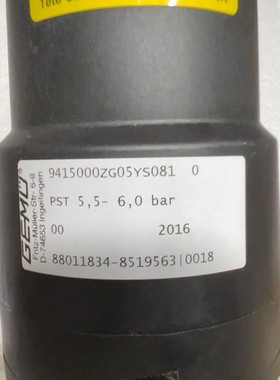 GEMÜ
Fritz-Müller-Str- 6-8
D-74653 Ingelfingen
9415000ZG05YS081 0
PST 5,5- 6,0 bar
00 2016
88011834-8519563|0018